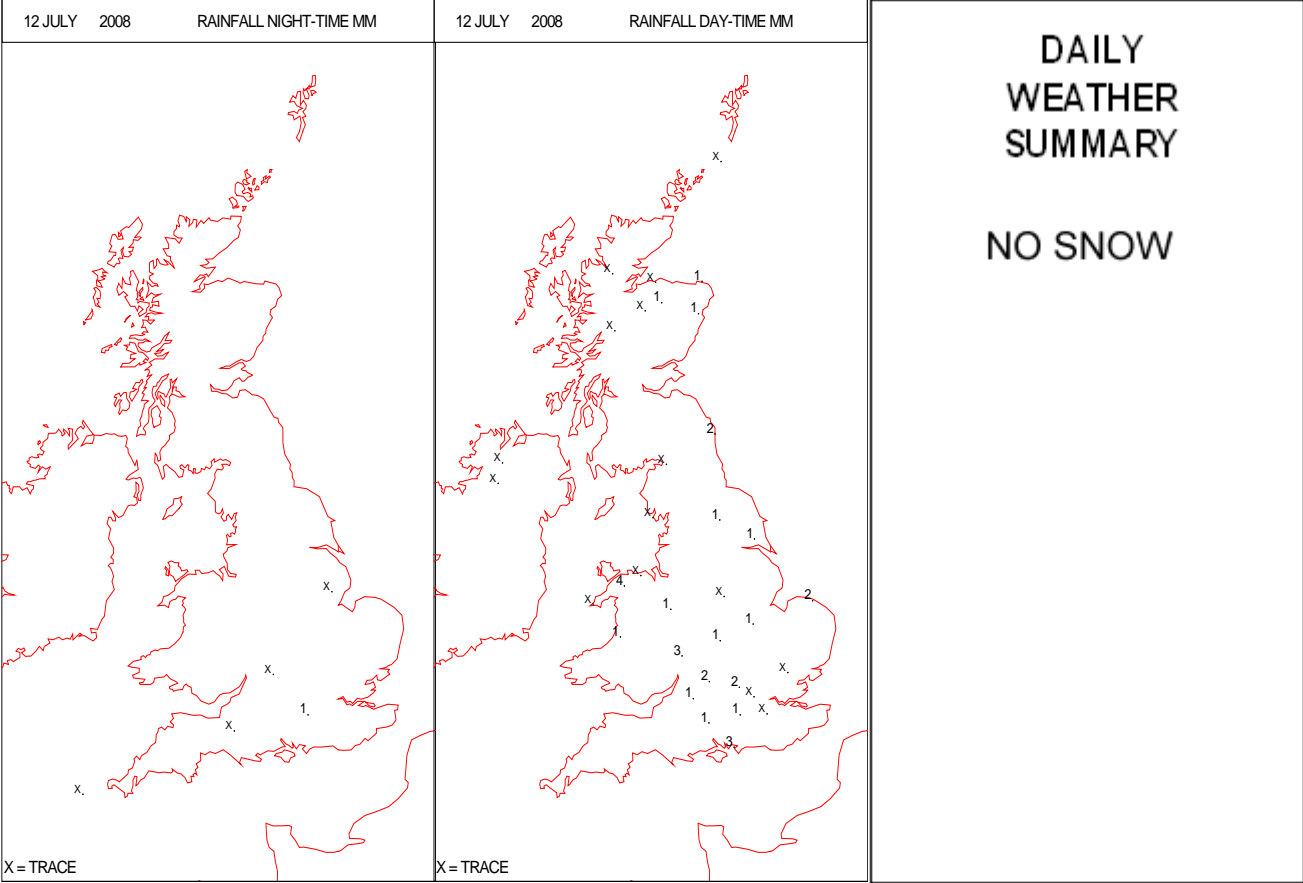 12 JULY 2008 RAINFALL NIGHT-TIME MM
X.
X.
X.
X.
1.
X.
X.
X = TRACE
12 JULY 2008 RAINFALL DAY-TIME MM
X.
X.
X.
1.
X.
1.
1.
X.
2.
X.
X.
1.
1.
X.
4.
X.
X.
2.
1.
1.
1.
1.
3.
X.
2.
2.
1.
X.
1.
X.
1.
3.
X = TRACE
DAILY
WEATHER
SUMMARY
NO SNOW